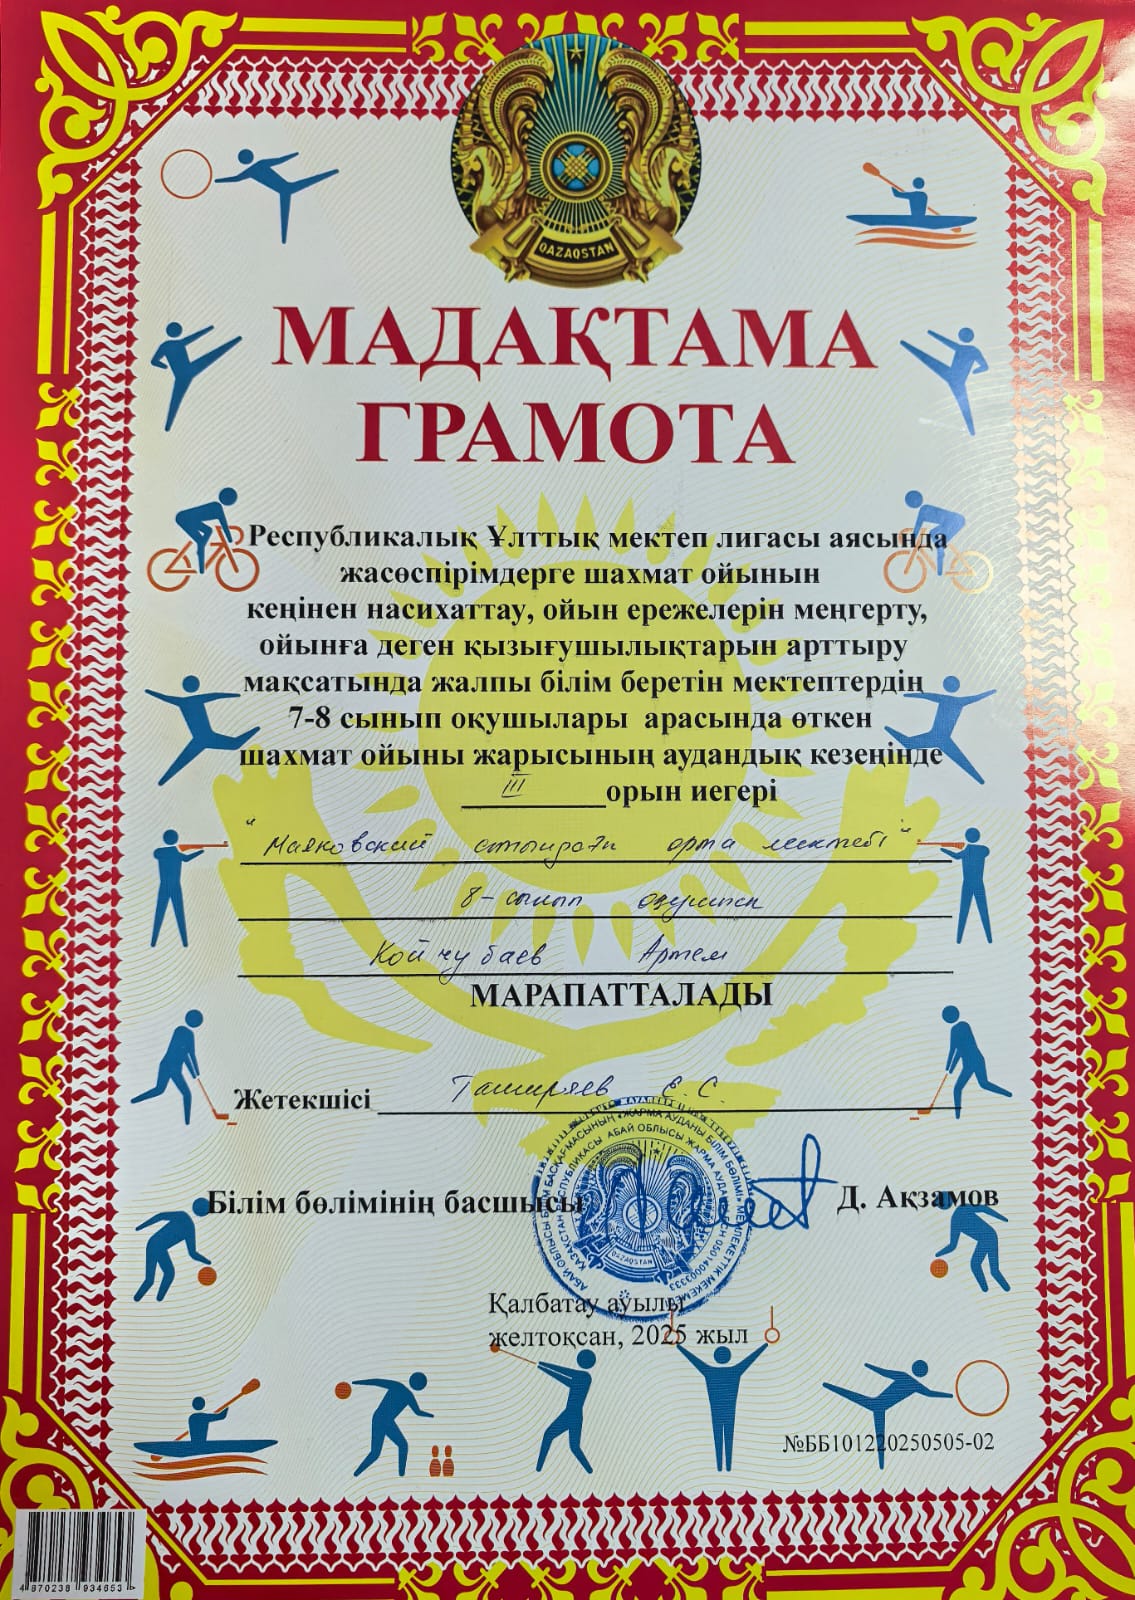 QAZAQSTAN
МАДАҚТАМА
ГРАМОТА
Республикалық Ұлттық мектеп лигасы аясында
жасөспірімдерге шахмат ойынын
кеңінен насихаттау, ойын ережелерін меңгерту,
ойынға деген қызығушылықтарын арттыру
мақсатында жалпы білім беретін мектептердің
7-8 сынып оқушылары арасында өткен
шахмат ойыны жарысының аудандық кезеңінде
III орын иегері
"Маяковский атындағы орта мектебі"
8-сынып оқушысы
Койчубаев Артем
МАРАПАТТАЛАДЫ
Жетекшісі Таширяев Е. С.
Білім бөлімінің басшысы Д. Ақзамов
Қалбатау ауылы
желтоқсан, 2025 жыл
№ББ101220250505-02
4870238 934653